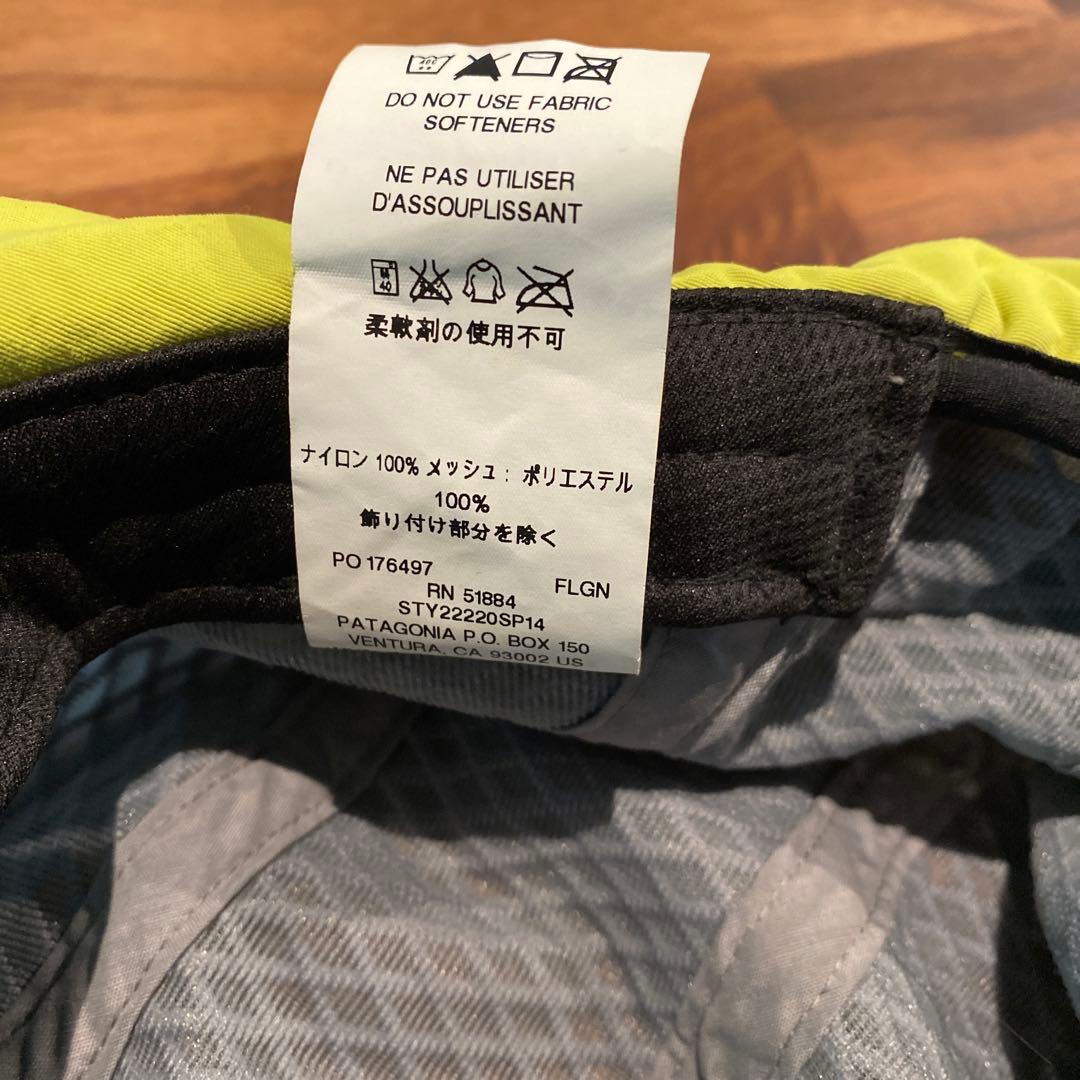 DO NOT USE FABRIC
SOFTENERS
NE PAS UTILISER
D'ASSOUPLISSANT
M
40
柔軟剤の使用不可
ナイロン 100% メッシュ: ポリエステル
100%
飾り付け部分を除く
PO 176497
RN 51884 FLGN
STY22220SP14
PATAGONIA P.O. BOX 150
VENTURA, CA 93002 US